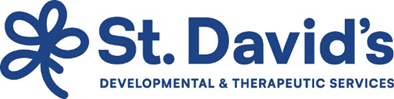 St. David's
DEVELOPMENTAL & THERAPEUTIC SERVICES